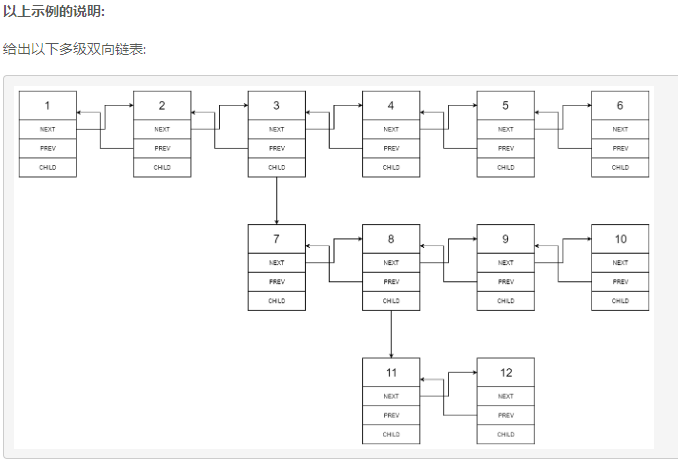 以上示例的说明:
给出以下多级双向链表:
1 2 3 4 5 6
NEXT NEXT NEXT NEXT NEXT NEXT
PREV PREV PREV PREV PREV PREV
CHILD CHILD CHILD CHILD CHILD CHILD
7 8 9 10
NEXT NEXT NEXT NEXT
PREV PREV PREV PREV
CHILD CHILD CHILD CHILD
11 12
NEXT NEXT
PREV PREV
CHILD CHILD